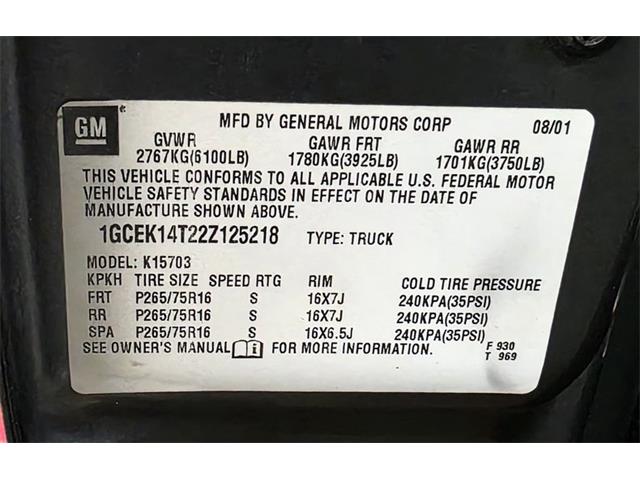 GM
MFD BY GENERAL MOTORS CORP 08/01
GVWR GAWR FRT GAWR RR
2767KG(6100LB) 1780KG(3925LB) 1701KG(3750LB)
THIS VEHICLE CONFORMS TO ALL APPLICABLE U.S. FEDERAL MOTOR
VEHICLE SAFETY STANDARDS IN EFFECT ON THE DATE OF
MANUFACTURE SHOWN ABOVE.
1GCEK14T22Z125218 TYPE: TRUCK
MODEL: K15703
KPKH TIRE SIZE SPEED RTG RIM COLD TIRE PRESSURE
FRT P265/75R16 S 16X7J 240KPA(35PSI)
RR P265/75R16 S 16X7J 240KPA(35PSI)
SPA P265/75R16 S 16X6.5J 240KPA(35PSI)
SEE OWNER'S MANUAL i FOR MORE INFORMATION. F 930
T 969